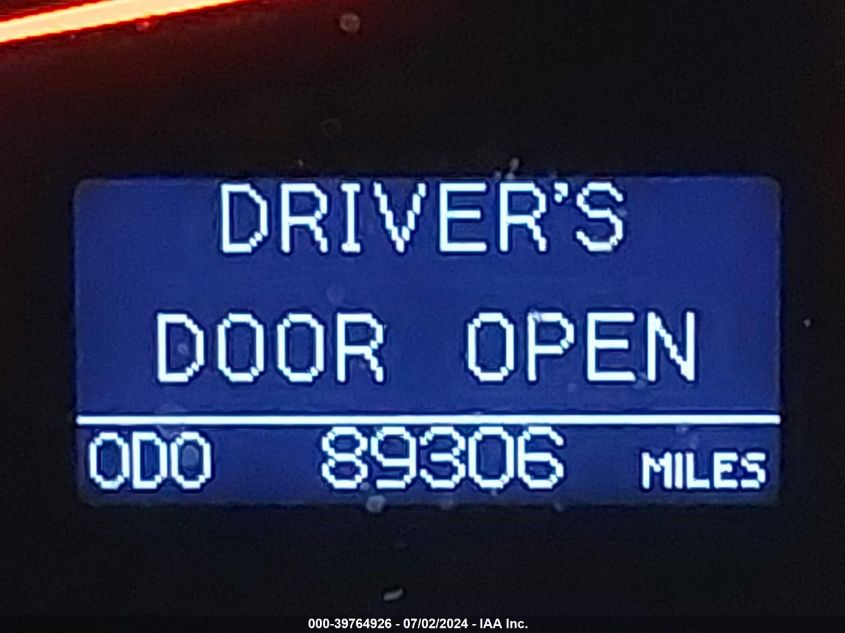 DRIVER'S
DOOR OPEN
ODO 89306 MILES
000-39764926 - 07/02/2024 - IAA Inc.